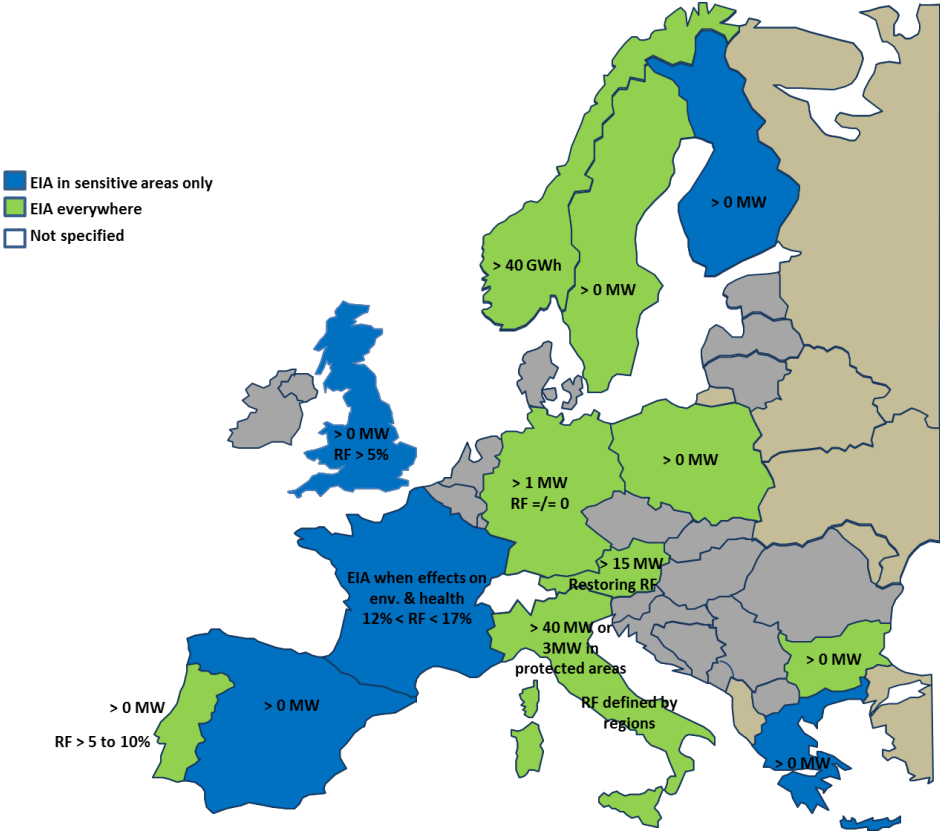 EIA in sensitive areas only
EIA everywhere
Not specified
> 0 MW
> 40 GWh
> 0 MW
> 0 MW
RF > 5%
> 0 MW
> 1 MW
RF =/= 0
> 15 MW
Restoring RF
EIA when effects on
env. & health
12% < RF < 17%
> 40 MW or
3MW in
protected areas
> 0 MW
RF defined by
regions
> 0 MW
> 0 MW
RF > 5 to 10%
> 0 MW